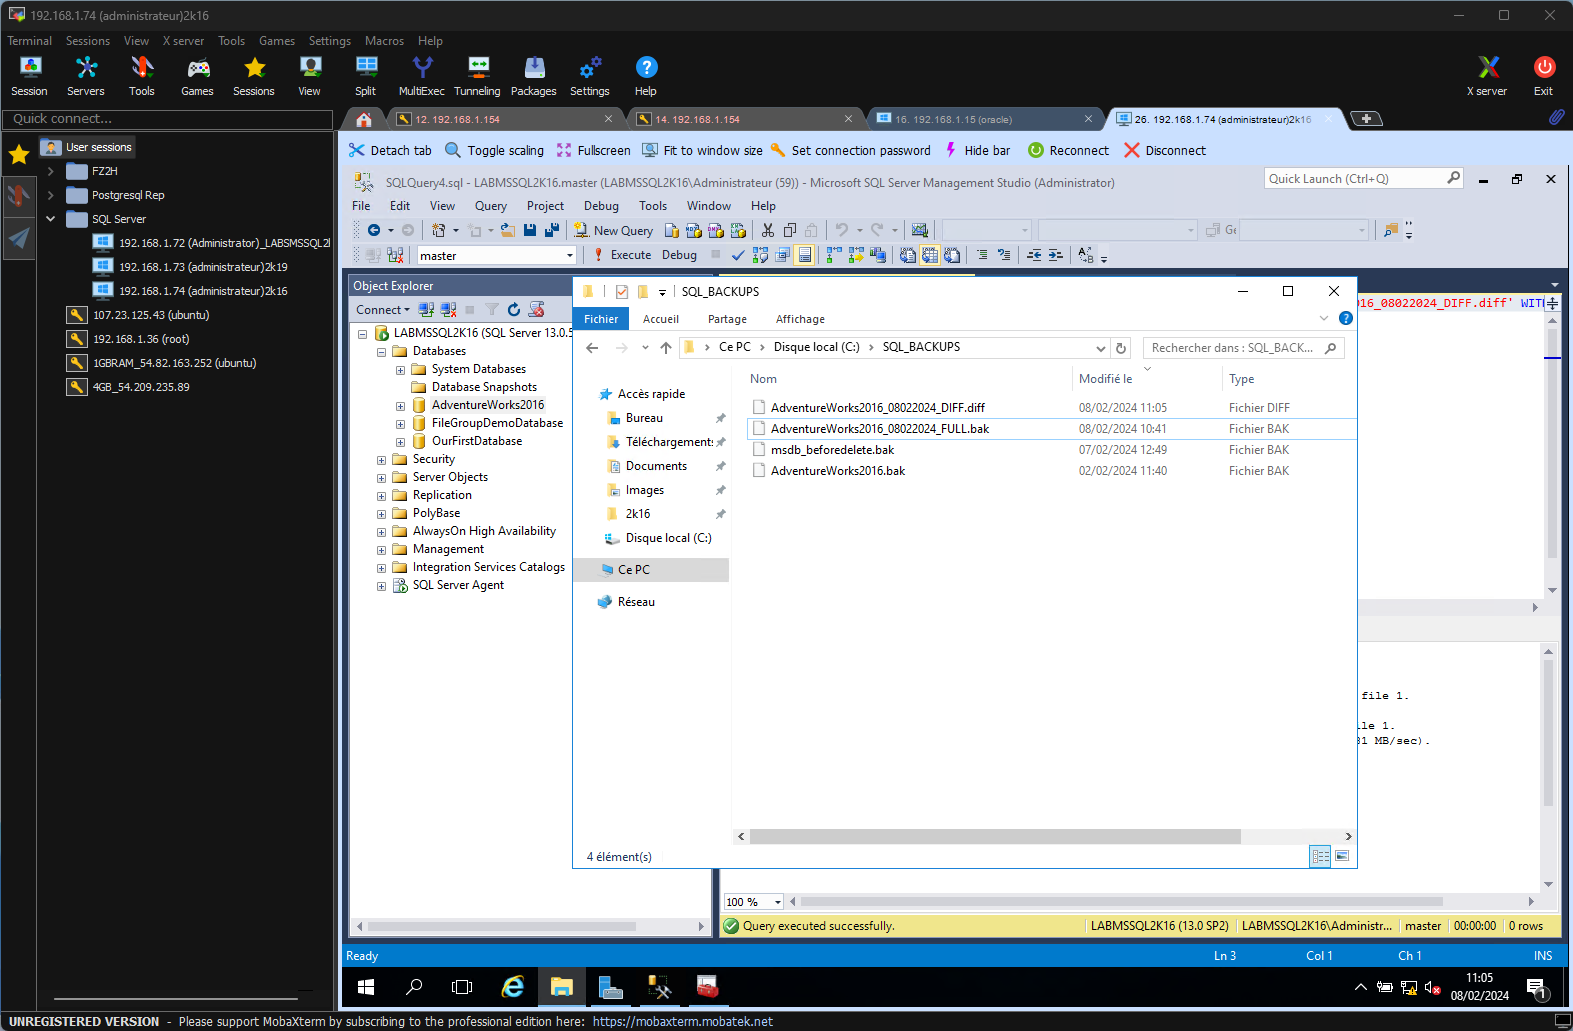 192.168.1.74 (administrateur)2k16
Terminal Sessions View X server Tools Games Settings Macros Help
Session Servers Tools Games Sessions View Split MultiExec Tunneling Packages Settings Help X server Exit
Quick connect...
12. 192.168.1.154
14. 192.168.1.154
16. 192.168.1.15 (oracle)
26. 192.168.1.74 (administrateur)2k16
Detach tab Toggle scaling Fullscreen Fit to window size Set connection password Hide bar Reconnect Disconnect
User sessions
FZ2H
Postgresql Rep
SQL Server
192.168.1.72 (Administrator)_LABSMSSQL2
192.168.1.73 (administrateur)2k19
192.168.1.74 (administrateur)2k16
107.23.125.43 (ubuntu)
192.168.1.36 (root)
1GBRAM_54.82.163.252 (ubuntu)
4GB_54.209.235.89
SQLQuery4.sql - LABMSSQL2K16.master (LABMSSQL2K16\Administrateur (59)) - Microsoft SQL Server Management Studio (Administrator)
Quick Launch (Ctrl+Q)
File Edit View Query Project Debug Tools Window Help
New Query
master
Execute Debug
Object Explorer
Connect
LABMSSQL2K16 (SQL Server 13.0.5
Databases
System Databases
Database Snapshots
AdventureWorks2016
FileGroupDemoDatabase
OurFirstDatabase
Security
Server Objects
Replication
PolyBase
AlwaysOn High Availability
Management
Integration Services Catalogs
SQL Server Agent
SQL_BACKUPS
Fichier Accueil Partage Affichage
Ce PC > Disque local (C:) > SQL_BACKUPS
Rechercher dans : SQL_BACK...
Accès rapide
Bureau
Téléchargements
Documents
Images
2k16
Disque local (C:)
Ce PC
Réseau
Nom Modifié le Type
AdventureWorks2016_08022024_DIFF.diff 08/02/2024 11:05 Fichier DIFF
AdventureWorks2016_08022024_FULL.bak 08/02/2024 10:41 Fichier BAK
msdb_beforedelete.bak 07/02/2024 12:49 Fichier BAK
AdventureWorks2016.bak 02/02/2024 11:40 Fichier BAK
4 élément(s)
16_08022024_DIFF.diff' WITH
file 1.
ile 1.
31 MB/sec).
100 %
Query executed successfully. LABMSSQL2K16 (13.0 SP2) LABMSSQL2K16\Administr... master 00:00:00 0 rows
Ready Ln 3 Col 1 Ch 1 INS
11:05
08/02/2024
1
UNREGISTERED VERSION - Please support MobaXterm by subscribing to the professional edition here: https://mobaxterm.mobatek.net